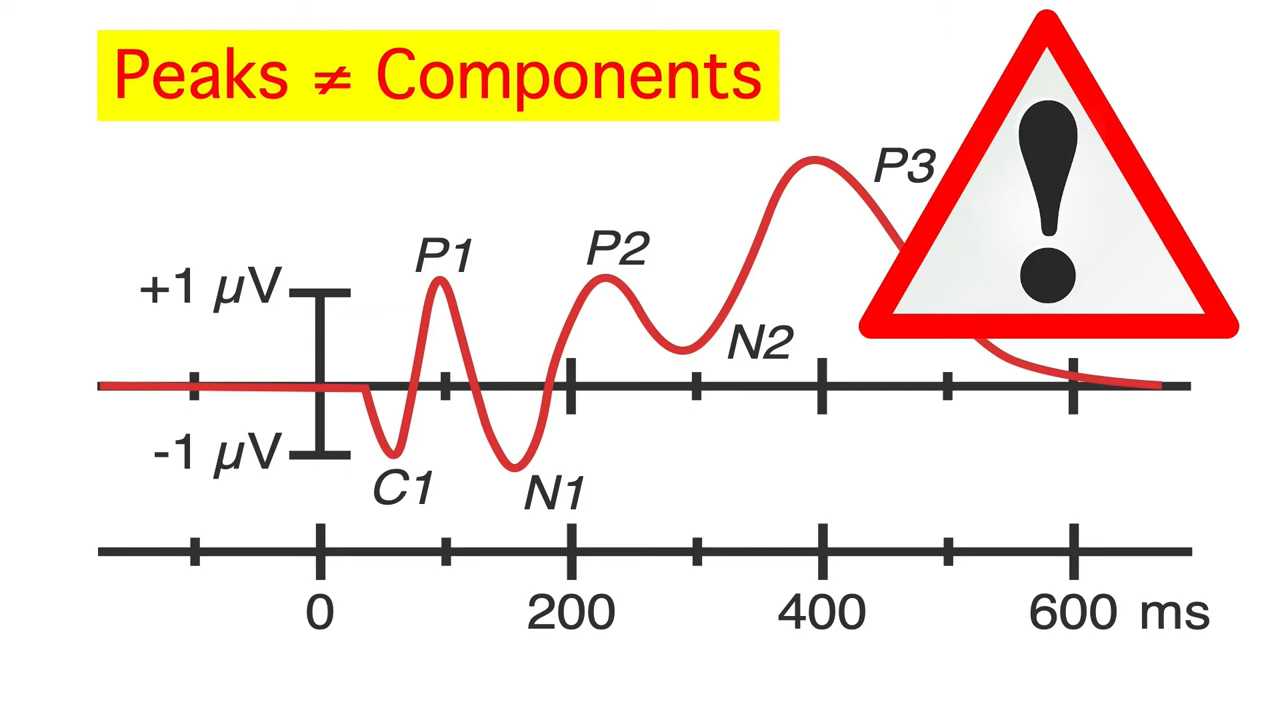 Peaks ≠ Components
P3
P1
P2
+1 µV
N2
-1 µV
C1
N1
0
200
400
600 ms